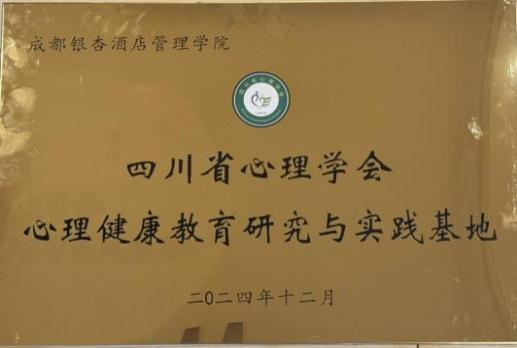 成都银杏酒店管理学院
四川省心理学会
心理健康教育研究与实践基地
二〇二四年十二月